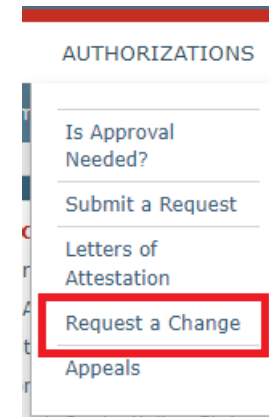 AUTHORIZATIONS
Is Approval
Needed?
Submit a Request
Letters of
Attestation
Request a Change
Appeals